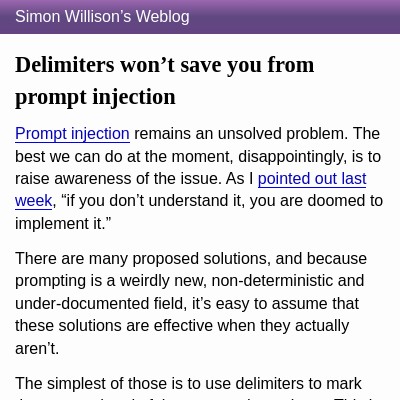 Simon Willison’s Weblog
Delimiters won’t save you from
prompt injection
Prompt injection remains an unsolved problem. The
best we can do at the moment, disappointingly, is to
raise awareness of the issue. As I pointed out last
week, “if you don’t understand it, you are doomed to
implement it.”
There are many proposed solutions, and because
prompting is a weirdly new, non-deterministic and
under-documented field, it’s easy to assume that
these solutions are effective when they actually
aren’t.
The simplest of those is to use delimiters to mark